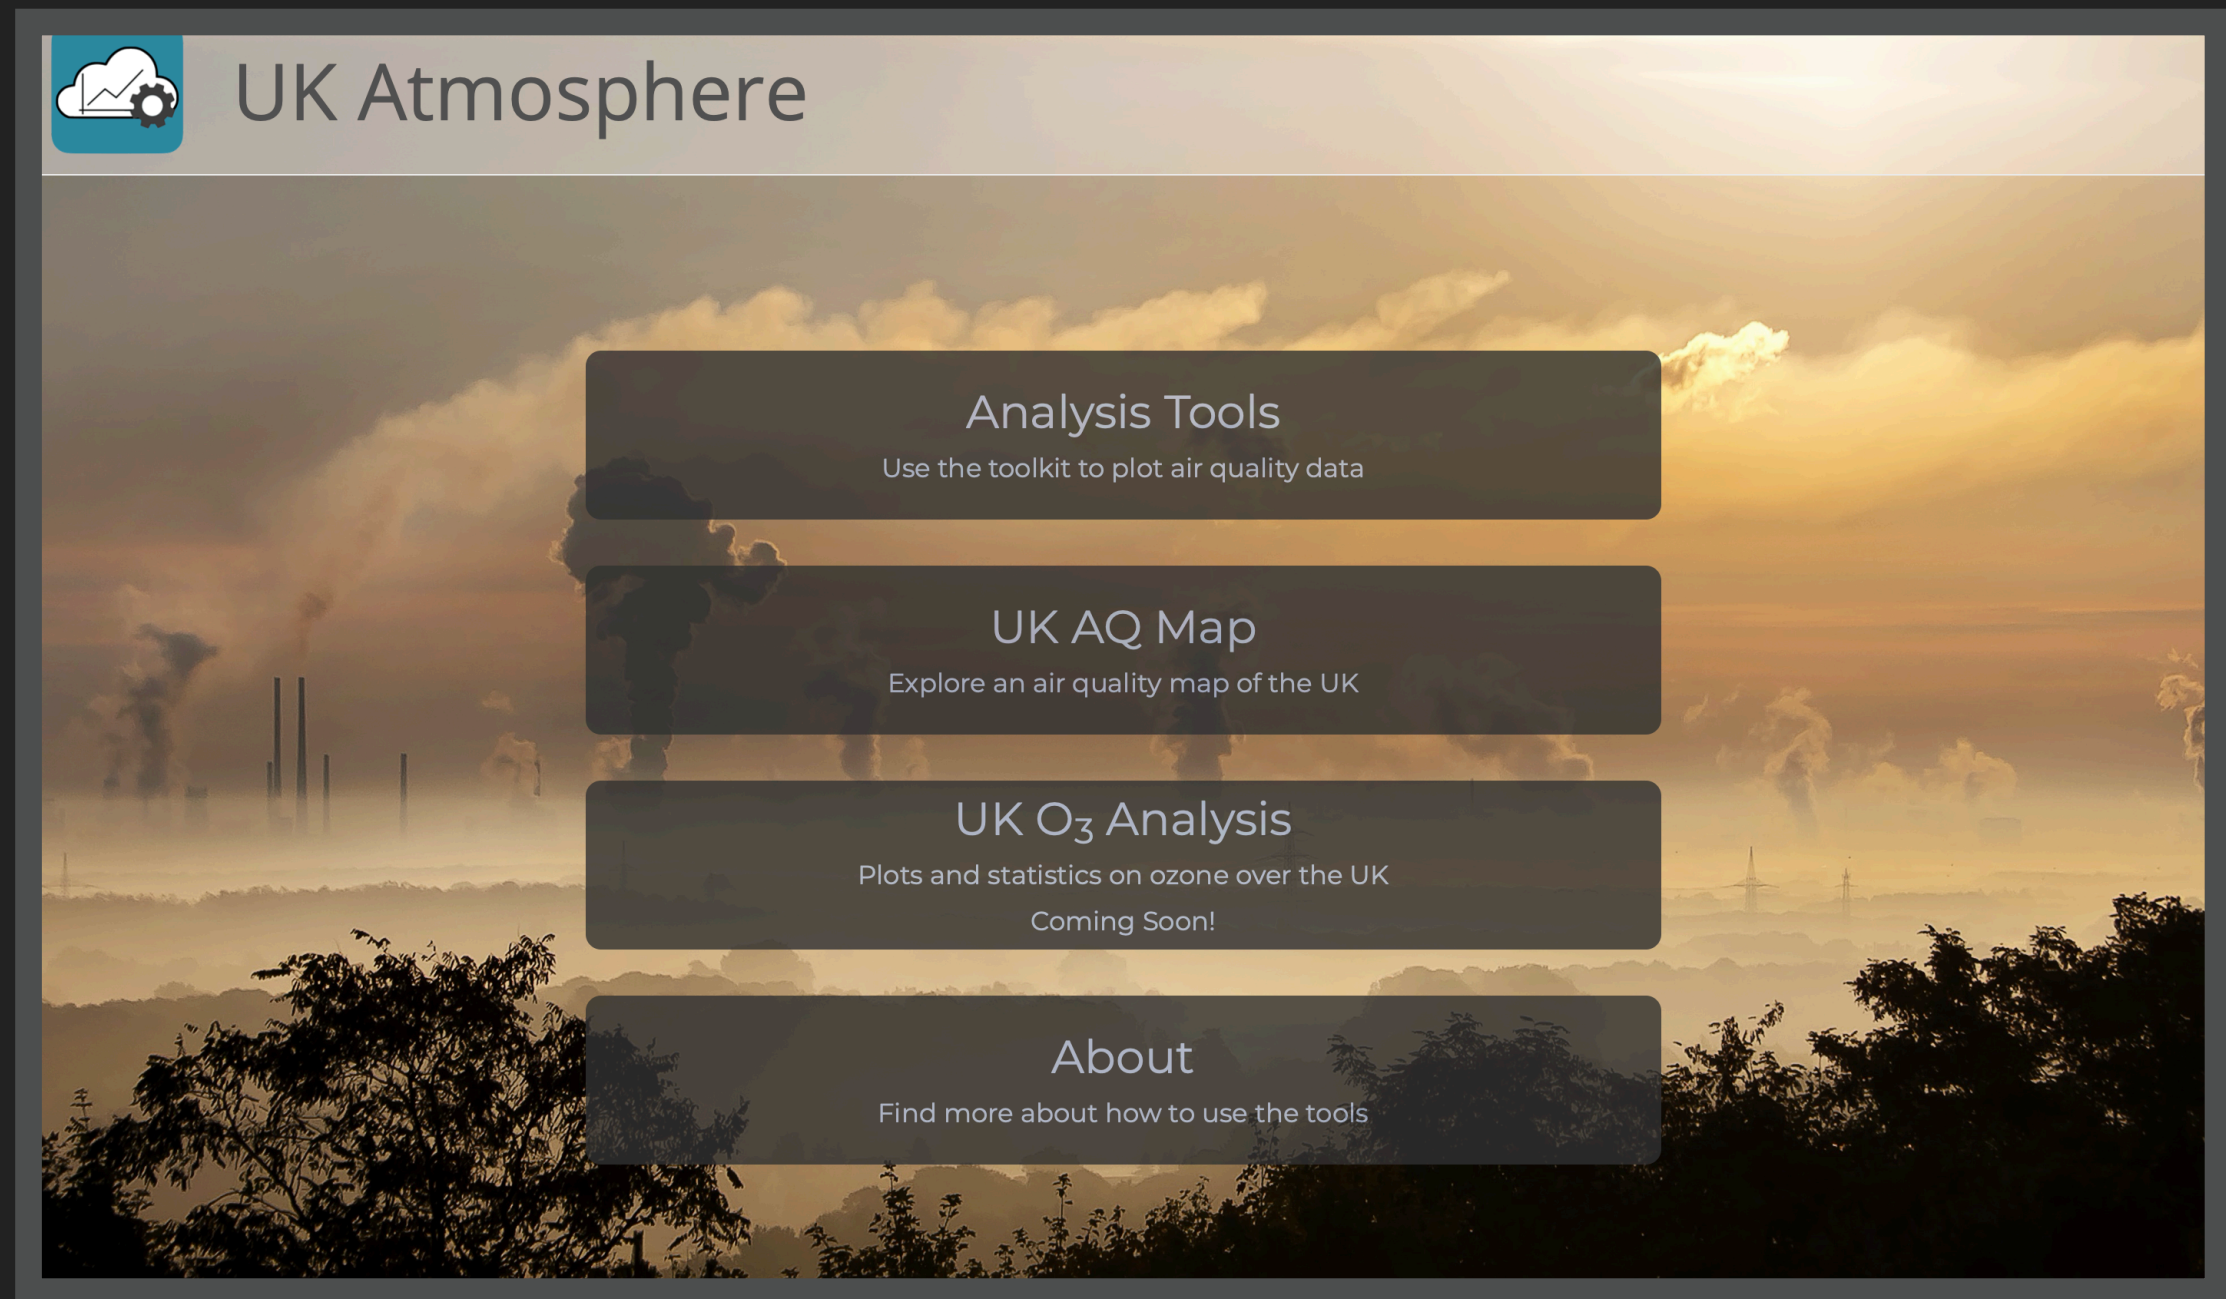 UK Atmosphere
Analysis Tools
Use the toolkit to plot air quality data
UK AQ Map
Explore an air quality map of the UK
UK O₃ Analysis
Plots and statistics on ozone over the UK
Coming Soon!
About
Find more about how to use the tools